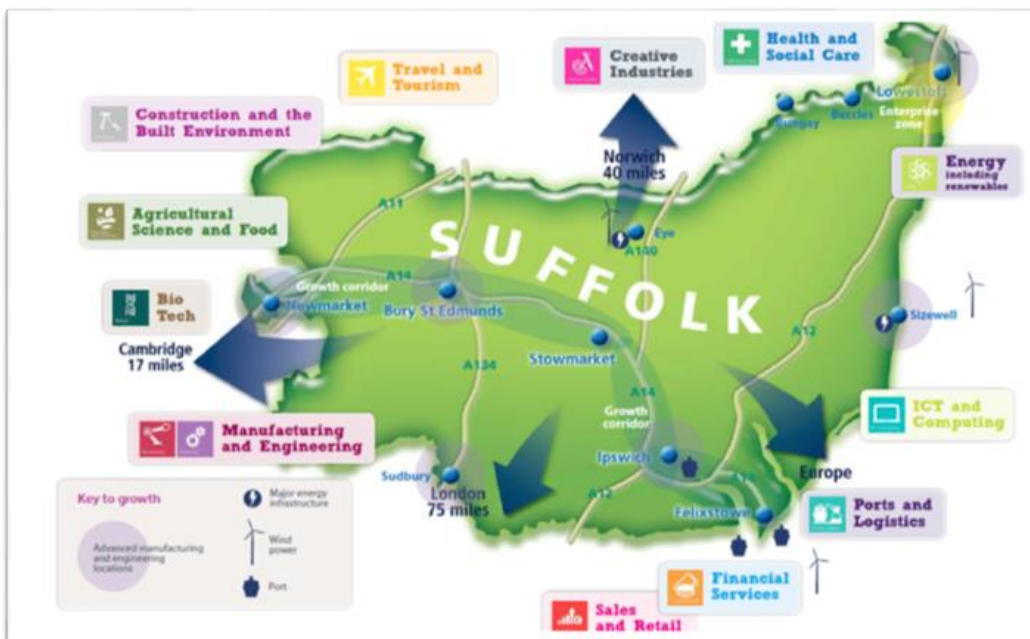 Health and
Social Care
Creative
Industries
Travel and
Tourism
Construction and the
Built Environment
Lowestoft
Beccles
Bungay
Enterprise
zone
Norwich
40 miles
Energy
including
renewables
A11
Agricultural
Science and Food
SUFFOLK
Eye
A140
A14
Growth corridor
Newmarket
Bury St Edmunds
Bio
Tech
Sizewell
A12
Cambridge
17 miles
Stowmarket
A134
A14
ICT and
Computing
Growth
corridor
Manufacturing
and Engineering
Ipswich
Europe
Sudbury
London
75 miles
A12
A14
Felixstowe
Ports and
Logistics
Key to growth
Major energy
infrastructure
Wind
power
Port
Advanced manufacturing
and engineering
locations
Financial
Services
Sales
and Retail